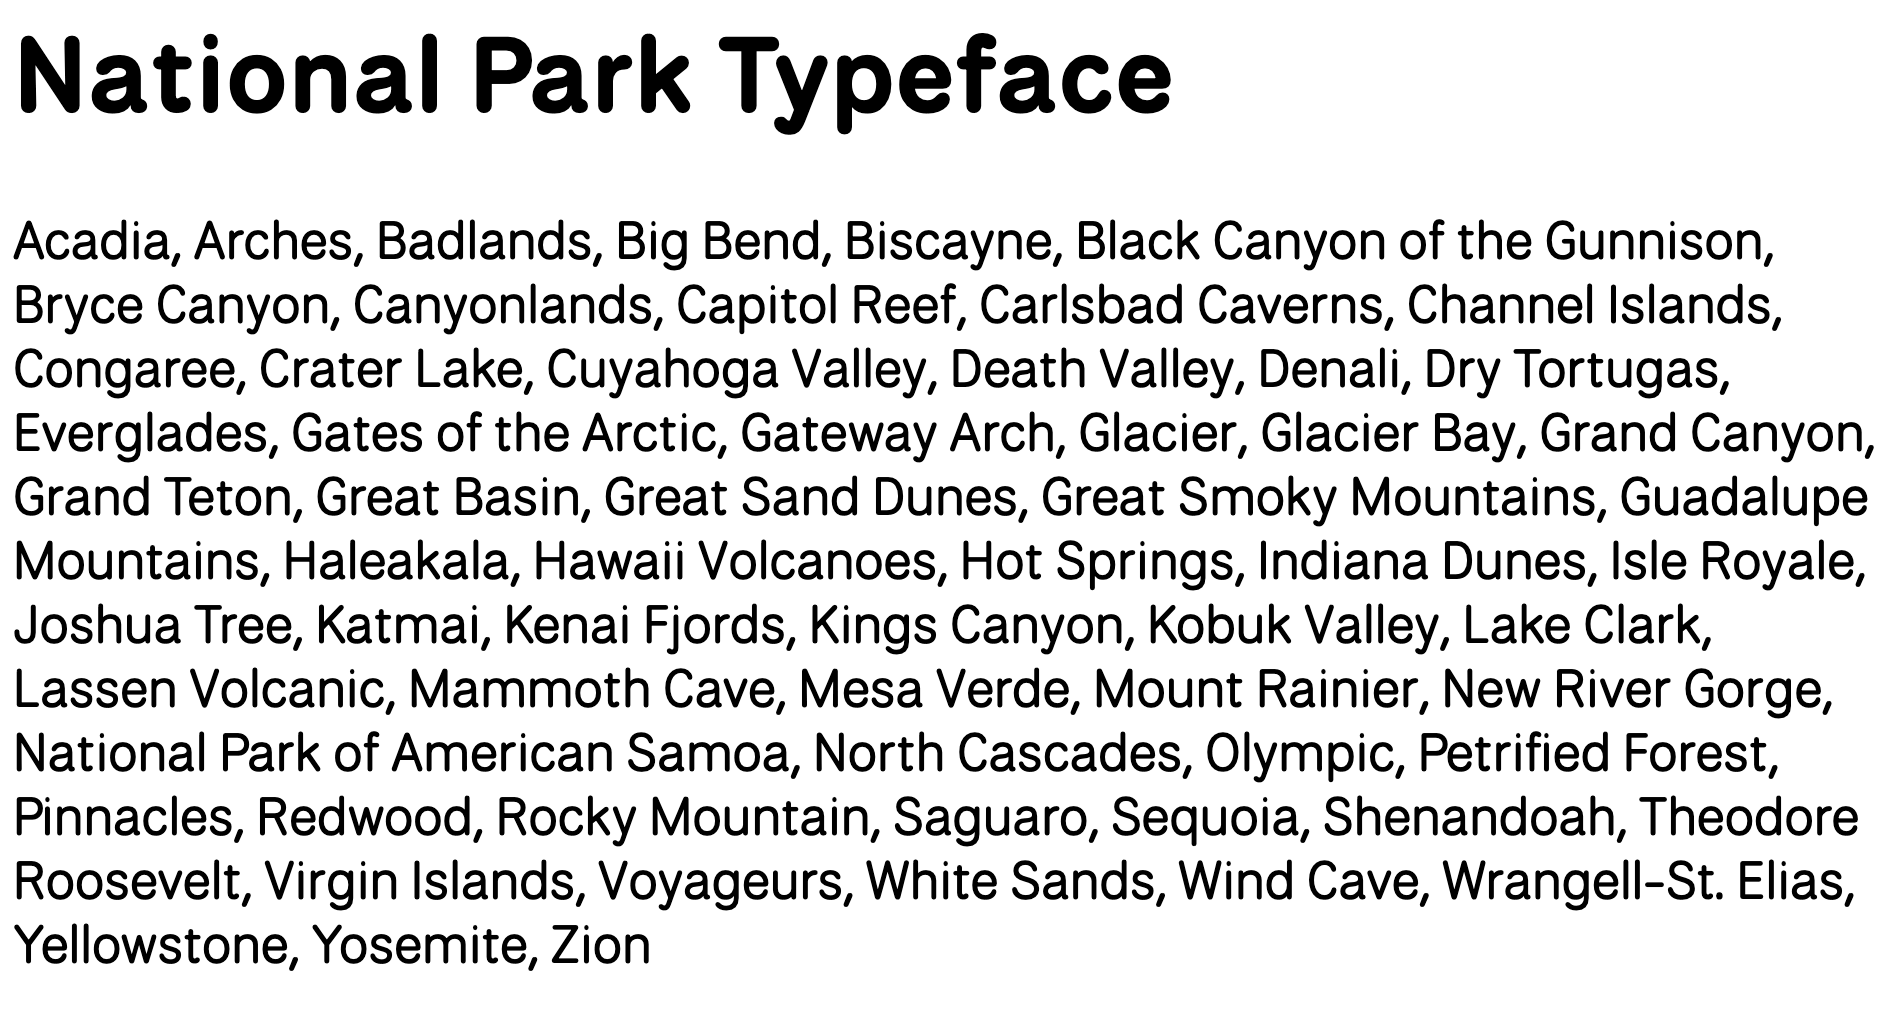 National Park Typeface
Acadia, Arches, Badlands, Big Bend, Biscayne, Black Canyon of the Gunnison,
Bryce Canyon, Canyonlands, Capitol Reef, Carlsbad Caverns, Channel Islands,
Congaree, Crater Lake, Cuyahoga Valley, Death Valley, Denali, Dry Tortugas,
Everglades, Gates of the Arctic, Gateway Arch, Glacier, Glacier Bay, Grand Canyon,
Grand Teton, Great Basin, Great Sand Dunes, Great Smoky Mountains, Guadalupe
Mountains, Haleakala, Hawaii Volcanoes, Hot Springs, Indiana Dunes, Isle Royale,
Joshua Tree, Katmai, Kenai Fjords, Kings Canyon, Kobuk Valley, Lake Clark,
Lassen Volcanic, Mammoth Cave, Mesa Verde, Mount Rainier, New River Gorge,
National Park of American Samoa, North Cascades, Olympic, Petrified Forest,
Pinnacles, Redwood, Rocky Mountain, Saguaro, Sequoia, Shenandoah, Theodore
Roosevelt, Virgin Islands, Voyageurs, White Sands, Wind Cave, Wrangell-St. Elias,
Yellowstone, Yosemite, Zion